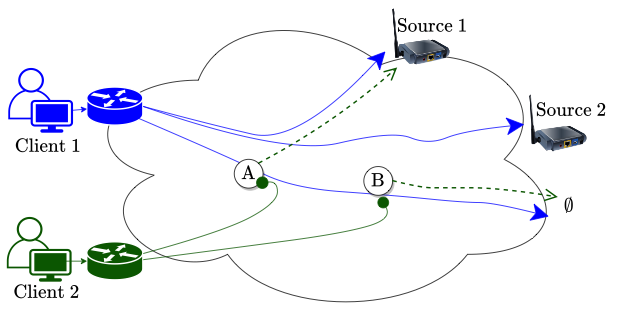 Source 1
Source 2
Client 1
A
B
∅
Client 2